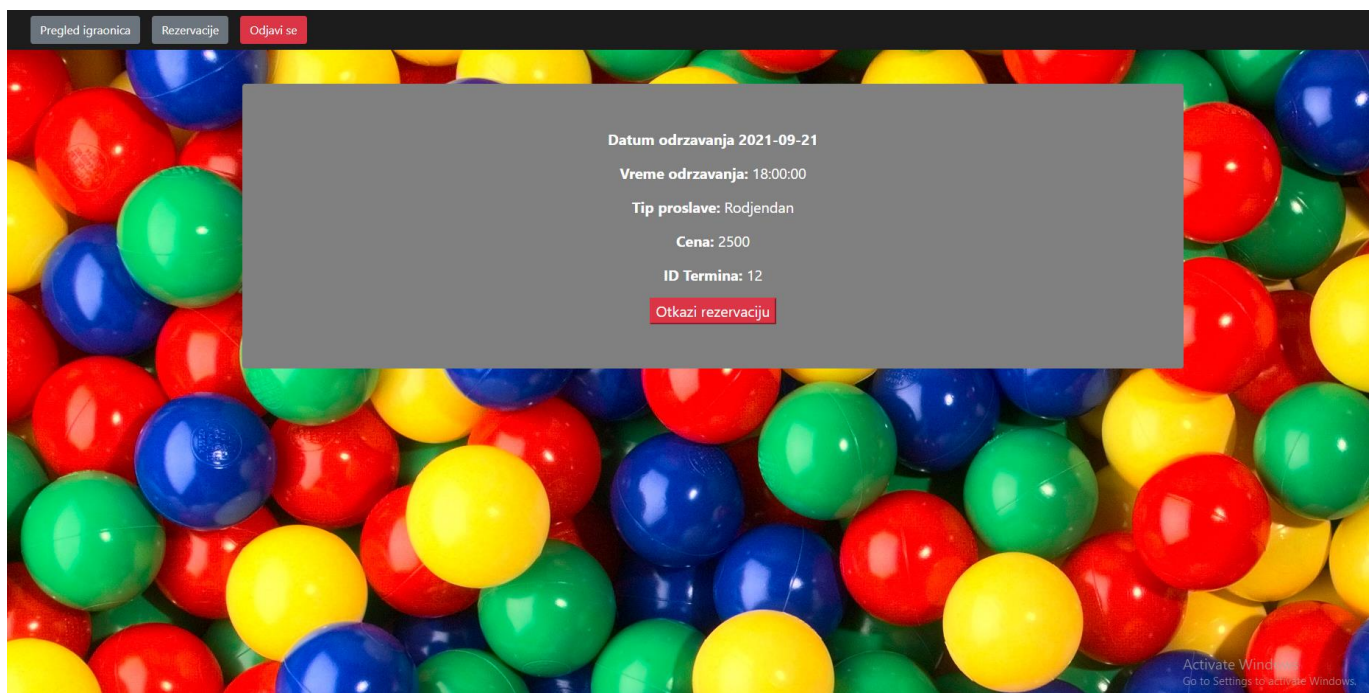 Pregled igraonica Rezervacije Odjavi se
Datum odrzavanja 2021-09-21
Vreme odrzavanja: 18:00:00
Tip proslave: Rodjendan
Cena: 2500
ID Termina: 12
Otkazi rezervaciju
Activate Windows
Go to Settings to activate Windows.